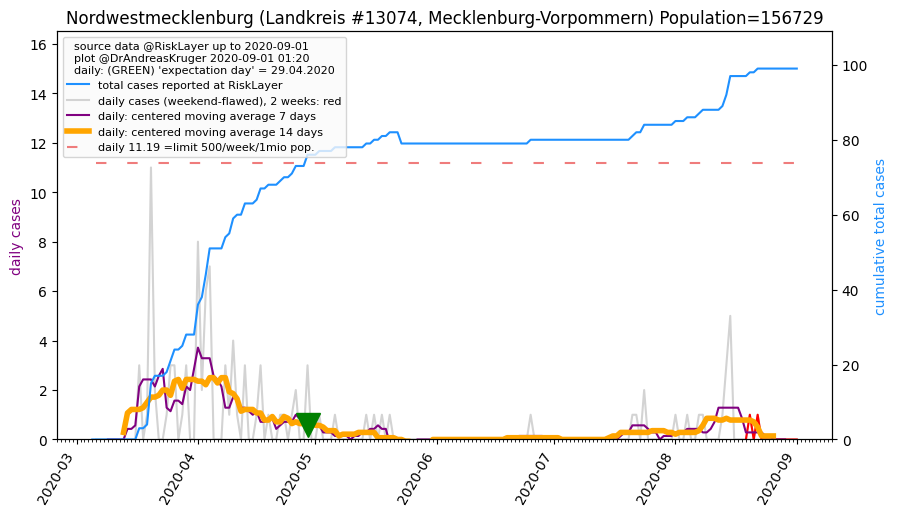 Nordwestmecklenburg (Landkreis #13074, Mecklenburg-Vorpommern) Population=156729
source data @RiskLayer up to 2020-09-01
plot @DrAndreasKruger 2020-09-01 01:20
daily: (GREEN) 'expectation day' = 29.04.2020
total cases reported at RiskLayer
daily cases (weekend-flawed), 2 weeks: red
daily: centered moving average 7 days
daily: centered moving average 14 days
daily 11.19 =limit 500/week/1mio pop.
daily cases
16
14
12
10
8
6
4
2
0
cumulative total cases
100
80
60
40
20
0
2020-03
2020-04
2020-05
2020-06
2020-07
2020-08
2020-09